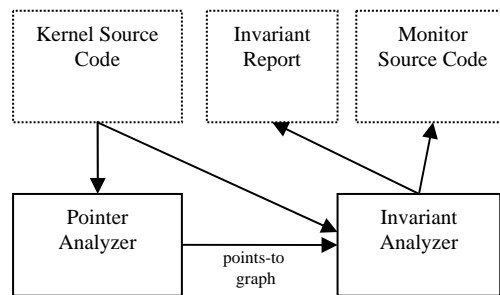 Kernel Source
Code
Invariant
Report
Monitor
Source Code
Pointer
Analyzer
points-to
graph
Invariant
Analyzer